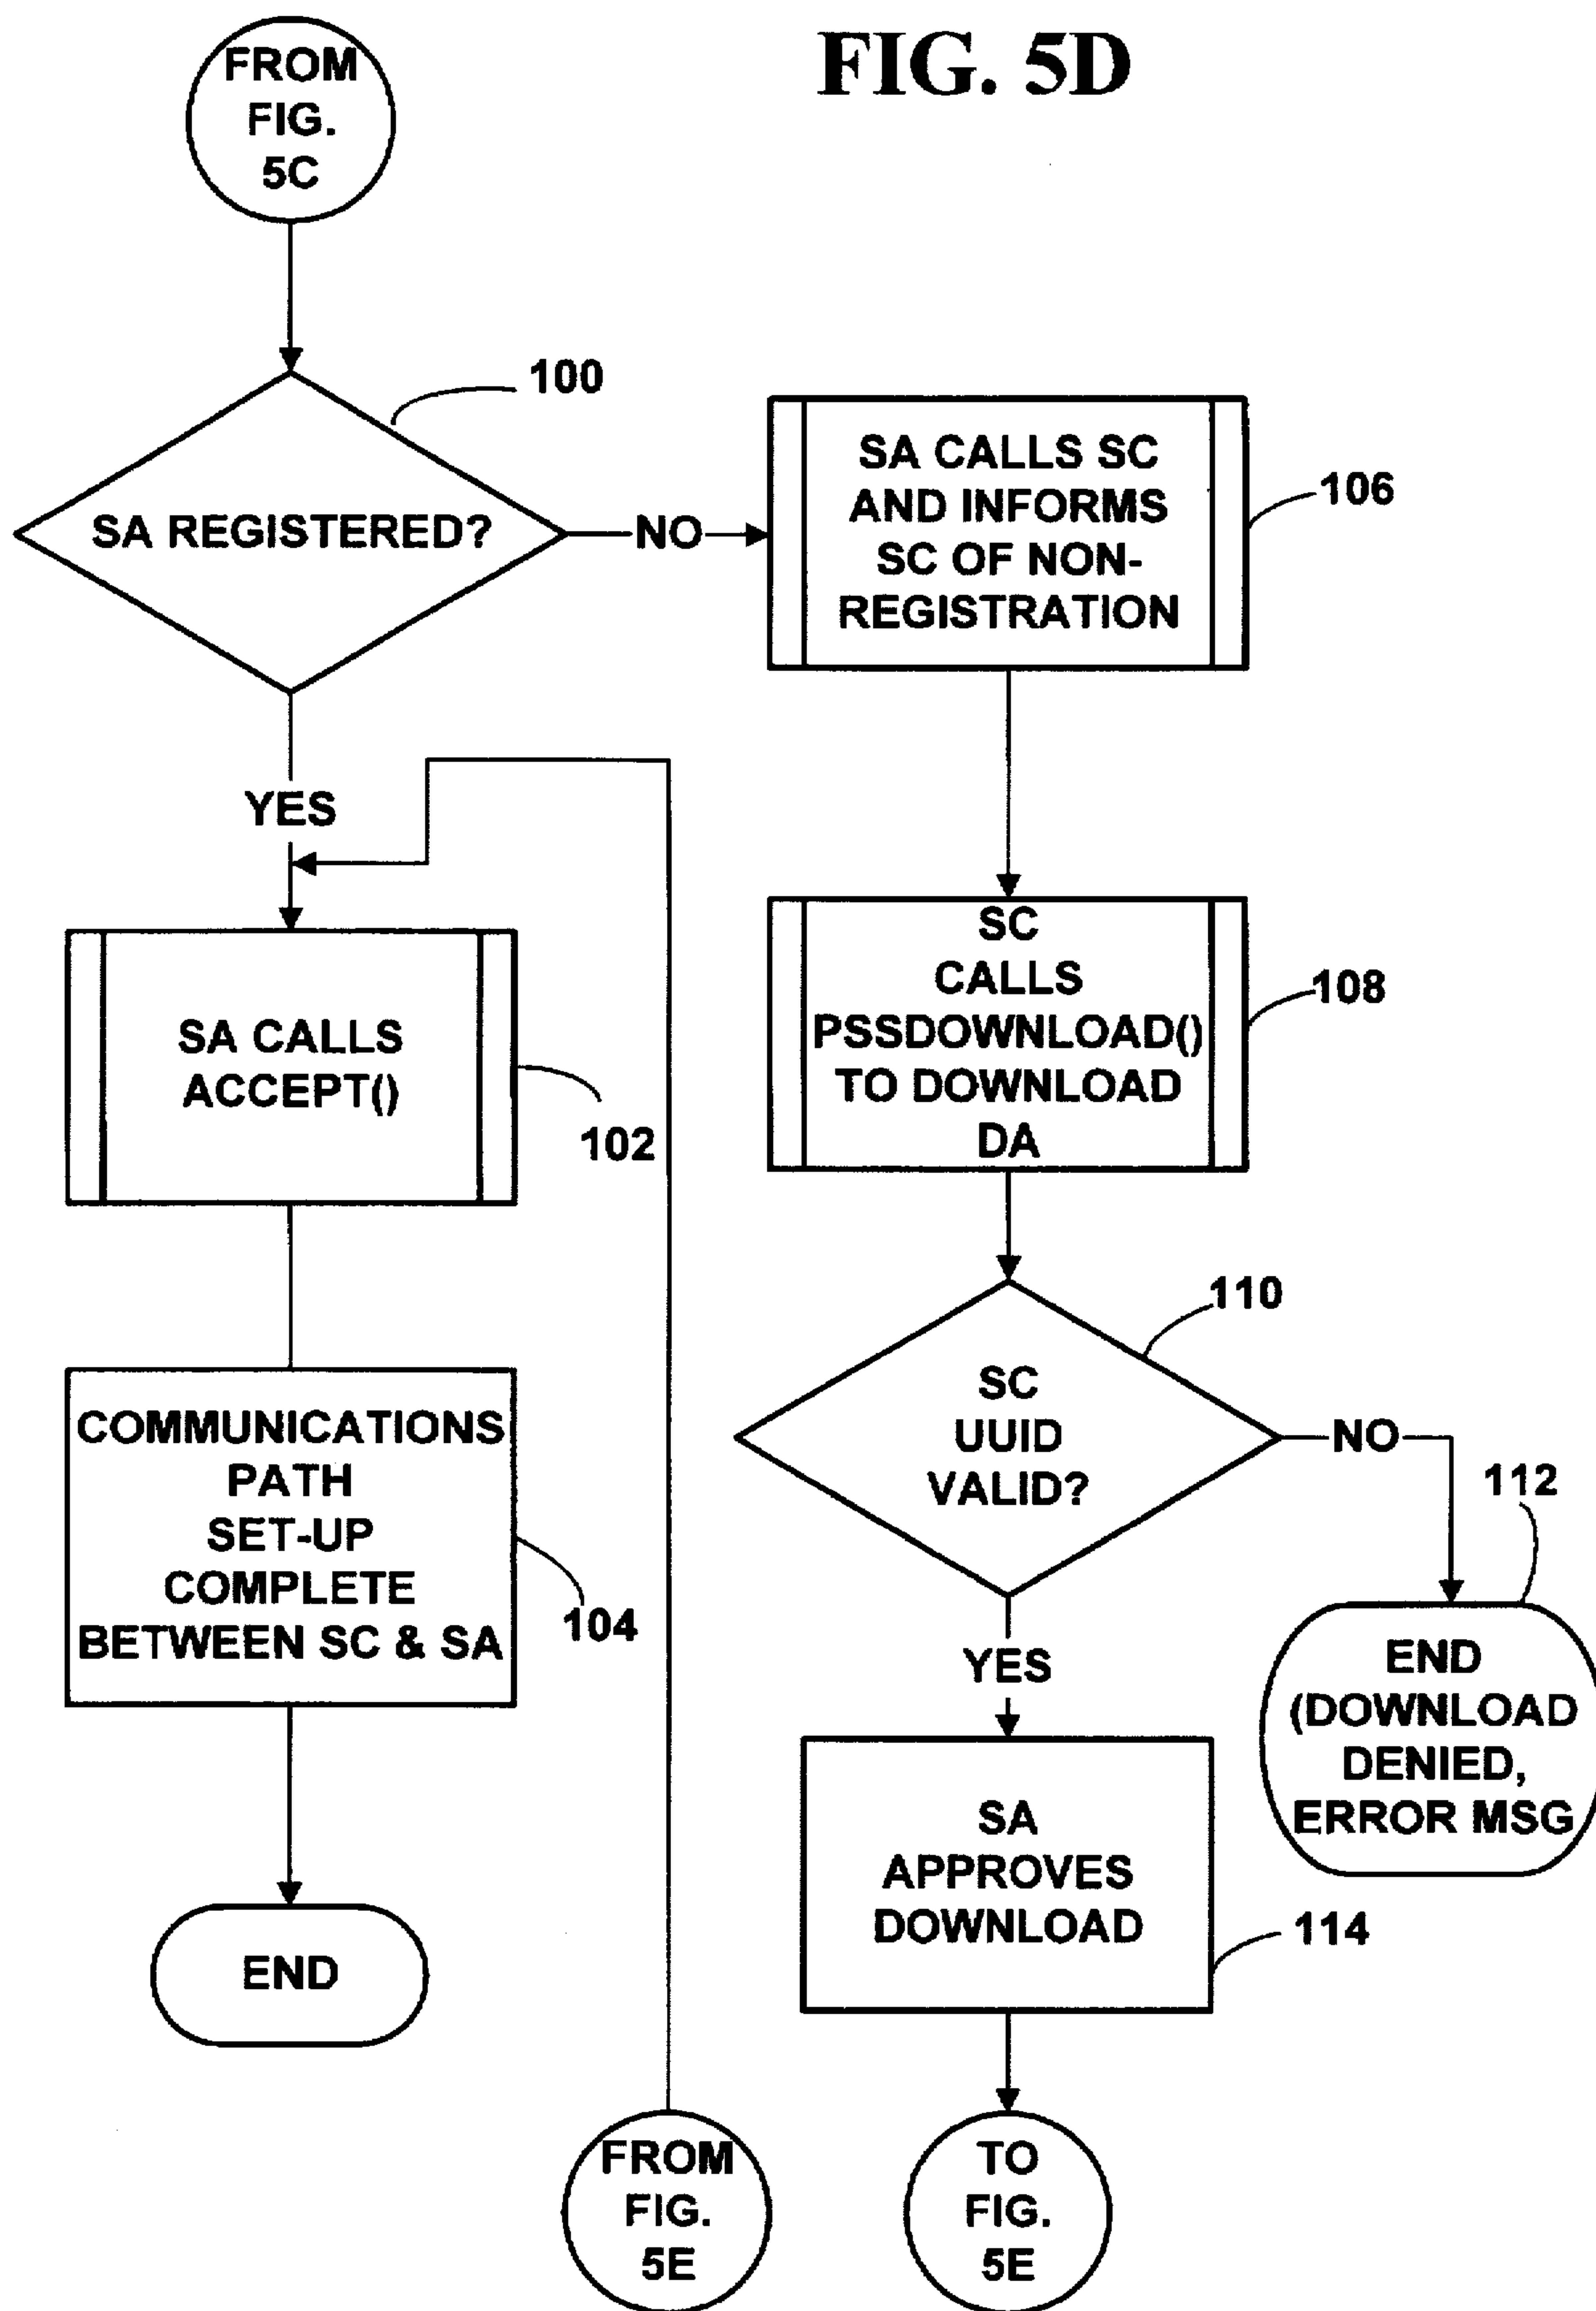 FIG. 5D
FROM
FIG.
5C
100
SA REGISTERED?
NO
SA CALLS SC
AND INFORMS
SC OF NON-
REGISTRATION
106
YES
SA CALLS
ACCEPT()
102
SC
CALLS
PSSDOWNLOAD()
TO DOWNLOAD
DA
108
COMMUNICATIONS
PATH
SET-UP
COMPLETE
BETWEEN SC & SA
104
END
110
SC
UUID
VALID?
NO
112
END
(DOWNLOAD
DENIED,
ERROR MSG
YES
SA
APPROVES
DOWNLOAD
114
FROM
FIG.
5E
TO
FIG.
5E